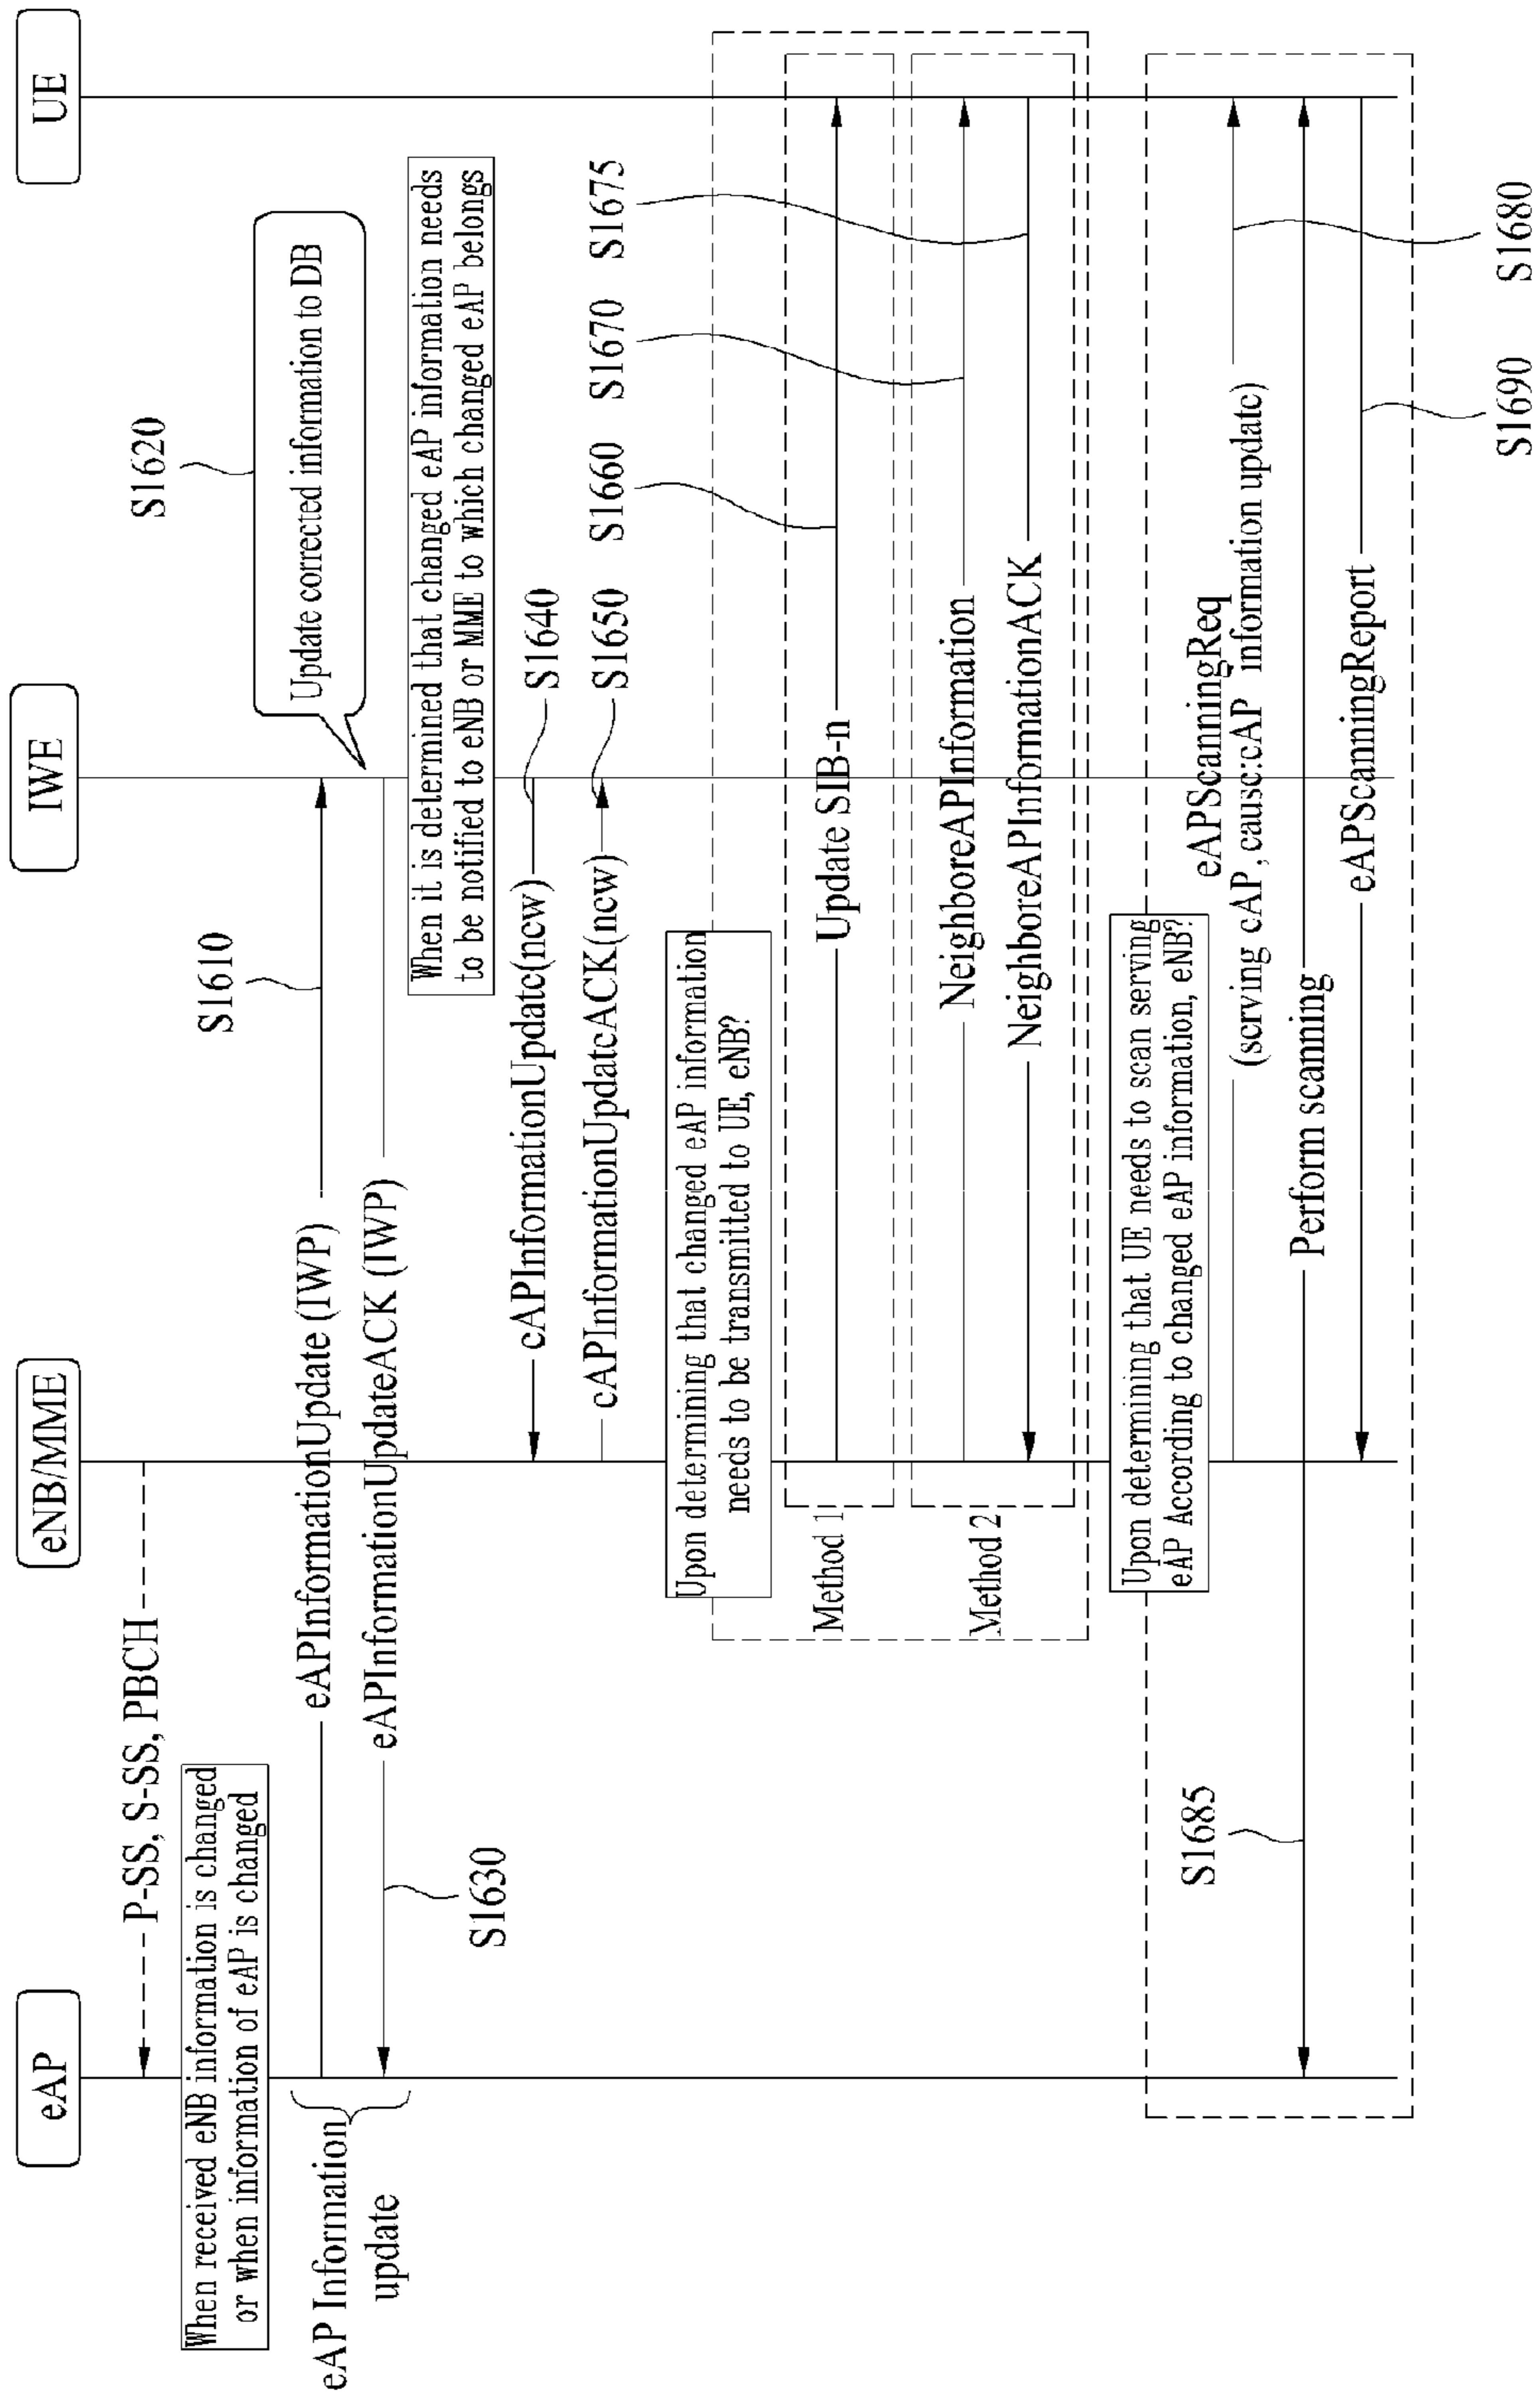 eAP
eNB/MME
IWE
UE
P-SS, S-SS, PBCH
When received eNB information is changed
or when information of eAP is changed
S1610
S1620
eAPInformationUpdate (IWP)
Update corrected information to DB
eAP Information
update
eAPInformationUpdateACK (IWP)
S1630
When it is determined that changed eAP information needs
to be notified to eNB or MME to which changed eAP belongs
eAPInformationUpdate(new)
S1640
eAPInformationUpdateACK(new)
S1650
S1660
S1670
S1675
Upon determining that changed eAP information
needs to be transmitted to UE, eNB?
Method 1
Update SIB-n
Method 2
NeighboreAPInformation
NeighboreAPInformationACK
Upon determining that UE needs to scan serving
eAP According to changed eAP information, eNB?
eAPScanningReq
(serving eAP, cause:eAP information update)
S1685
Perform scanning
eAPScanningReport
S1690
S1680